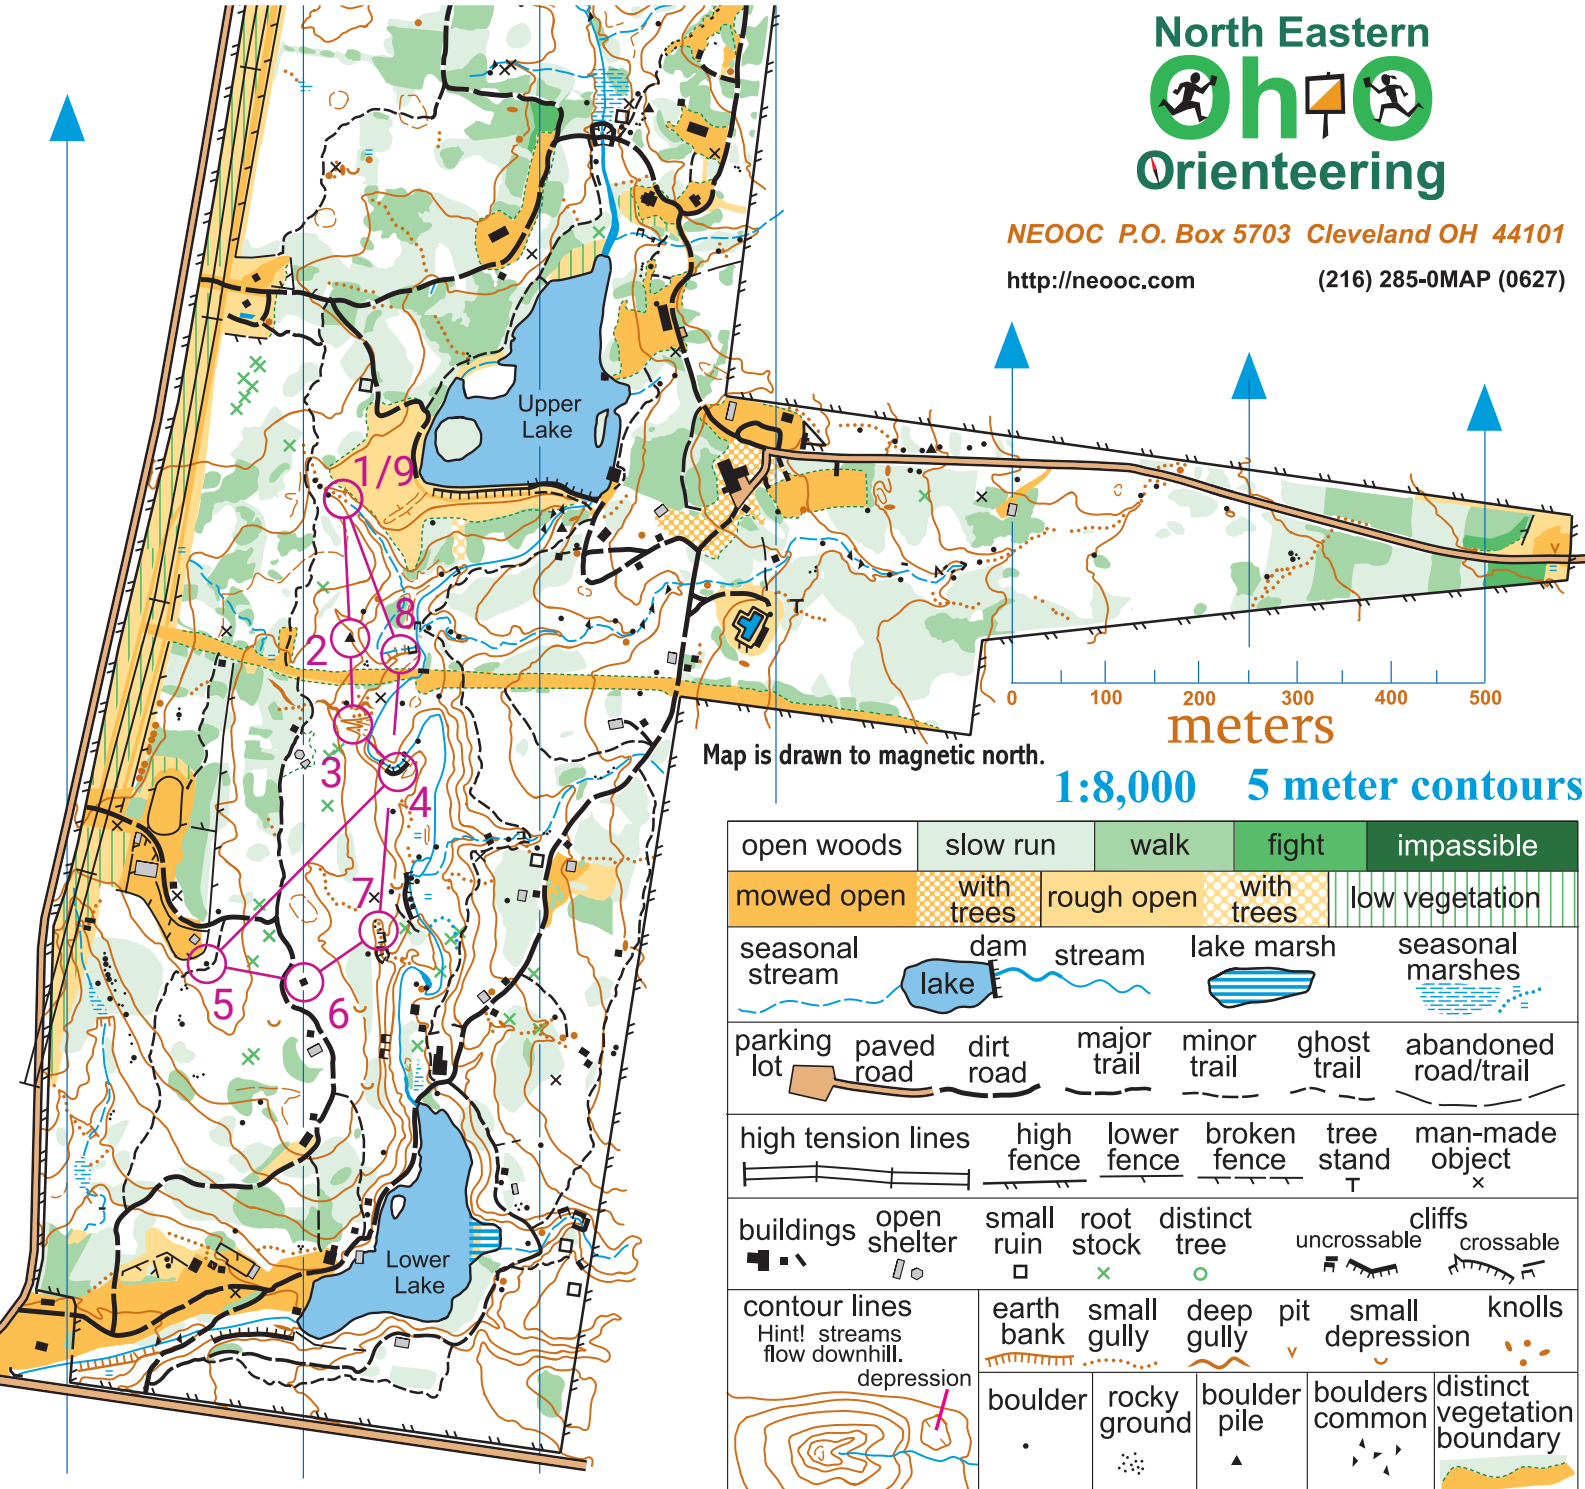 North Eastern
OhiO
Orienteering
NEOOC P.O. Box 5703 Cleveland OH 44101
http://neooc.com
(216) 285-0MAP (0627)
Upper
Lake
1/9
8
2
3
4
7
5
6
Lower
Lake
0 100 200 300 400 500
meters
Map is drawn to magnetic north.
1:8,000 5 meter contours
open woods
slow run
walk
fight
impassible
mowed open
with
trees
rough open
with
trees
low vegetation
seasonal
stream
lake
dam
stream
lake marsh
seasonal
marshes
parking
lot
paved
road
dirt
road
major
trail
minor
trail
ghost
trail
abandoned
road/trail
high tension lines
high
fence
lower
fence
broken
fence
tree
stand
man-made
object
buildings
open
shelter
small
ruin
root
stock
distinct
tree
cliffs
uncrossable
crossable
contour lines
Hint! streams
flow downhill.
depression
earth
bank
small
gully
deep
gully
pit
small
depression
knolls
boulder
rocky
ground
boulder
pile
boulders
common
distinct
vegetation
boundary